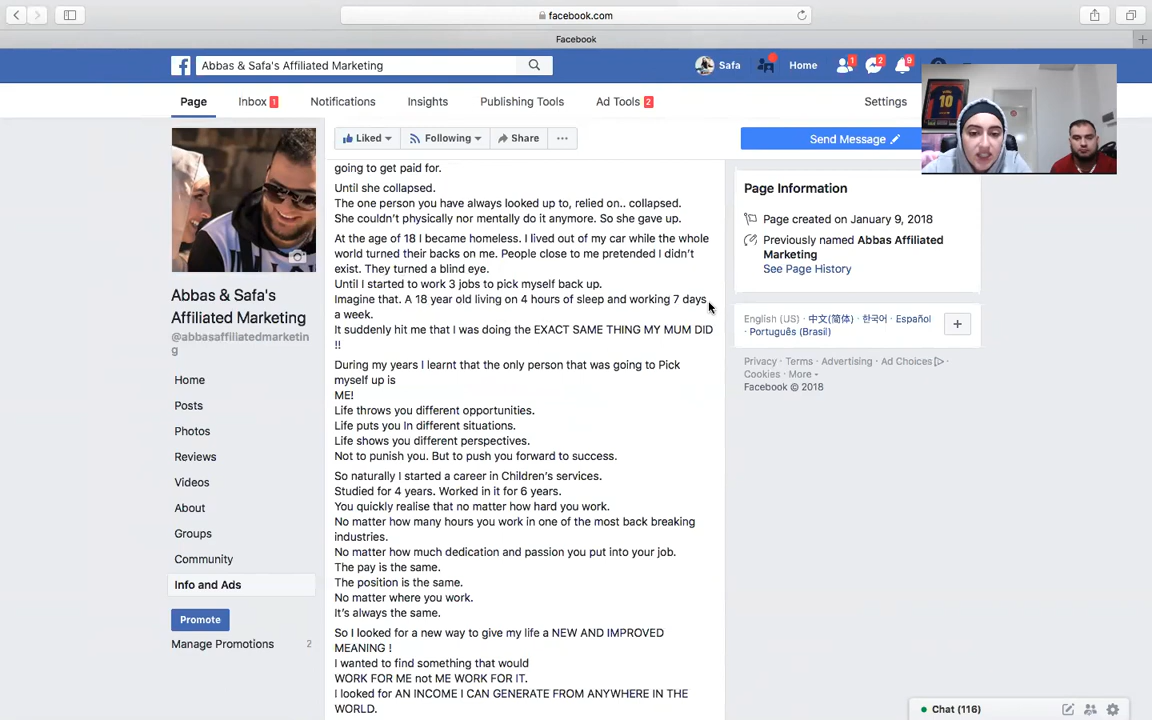 facebook.com
Facebook
Abbas & Safa's Affiliated Marketing
Safa
Home
1
2
9
Page
Inbox 1
Notifications
Insights
Publishing Tools
Ad Tools 2
Settings
Liked
Following
Share
Send Message
10
Abbas & Safa's
Affiliated Marketing
@abbasaffiliatedmarketin
g
Home
Posts
Photos
Reviews
Videos
About
Groups
Community
Info and Ads
Promote
Manage Promotions 2
going to get paid for.
Until she collapsed.
The one person you have always looked up to, relied on.. collapsed.
She couldn't physically nor mentally do it anymore. So she gave up.
At the age of 18 I became homeless. I lived out of my car while the whole
world turned their backs on me. People close to me pretended I didn't
exist. They turned a blind eye.
Until I started to work 3 jobs to pick myself back up.
Imagine that. A 18 year old living on 4 hours of sleep and working 7 days
a week.
It suddenly hit me that I was doing the EXACT SAME THING MY MUM DID
!!
During my years I learnt that the only person that was going to Pick
myself up is
ME!
Life throws you different opportunities.
Life puts you In different situations.
Life shows you different perspectives.
Not to punish you. But to push you forward to success.
So naturally I started a career in Children's services.
Studied for 4 years. Worked in it for 6 years.
You quickly realise that no matter how hard you work.
No matter how many hours you work in one of the most back breaking
industries.
No matter how much dedication and passion you put into your job.
The pay is the same.
The position is the same.
No matter where you work.
It's always the same.
So I looked for a new way to give my life a NEW AND IMPROVED
MEANING !
I wanted to find something that would
WORK FOR ME not ME WORK FOR IT.
I looked for AN INCOME I CAN GENERATE FROM ANYWHERE IN THE
WORLD.
Page Information
Page created on January 9, 2018
Previously named Abbas Affiliated
Marketing
See Page History
English (US) · 中文(简体) · 한국어 · Español
· Português (Brasil)
Privacy · Terms · Advertising · Ad Choices
Cookies · More
Facebook © 2018
Chat (116)